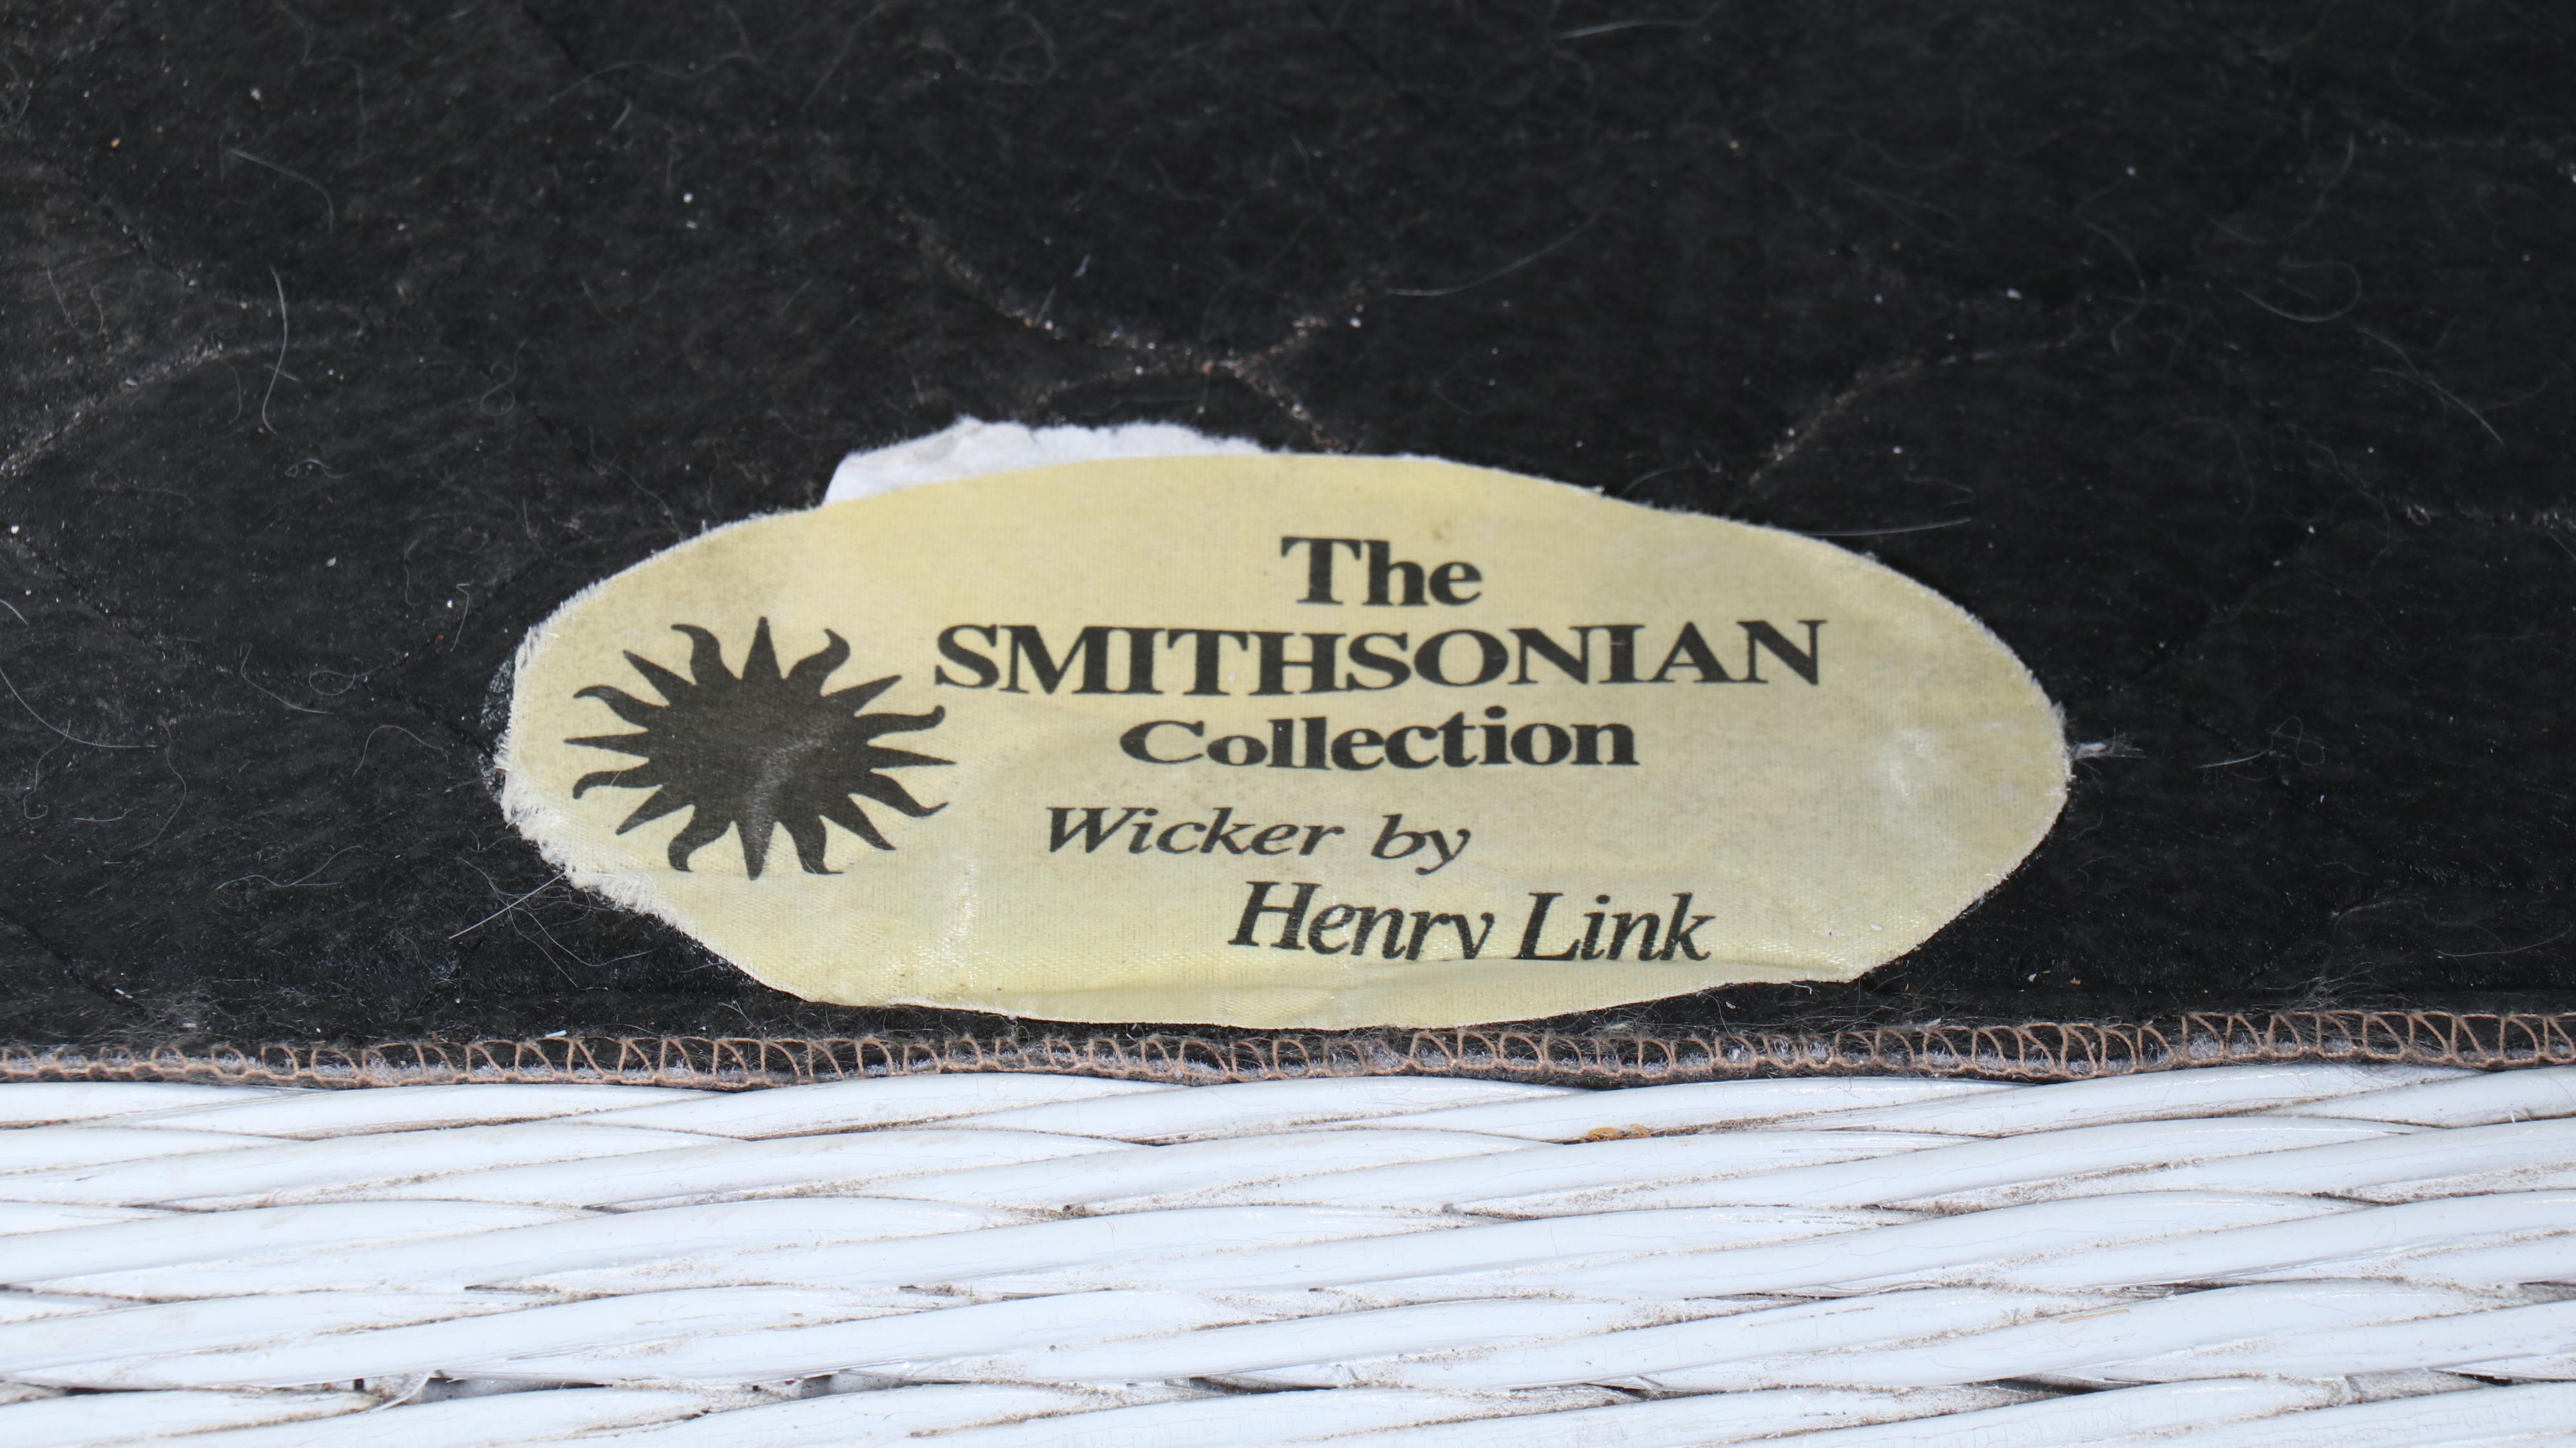 The
SMITHSONIAN
Collection
Wicker by
Henry Link